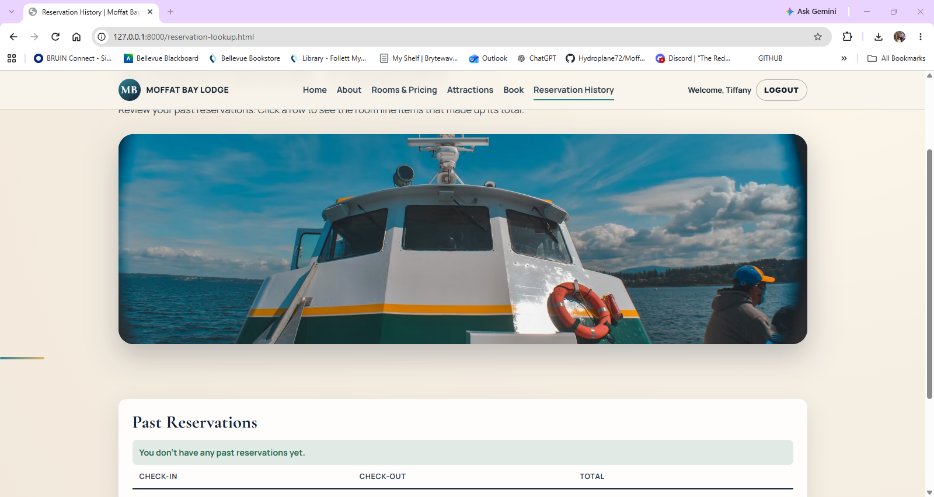 Reservation History | Moffat Ba
Ask Gemini
127.0.0.1:8000/reservation-lookup.html
BRUIN Connect - Si...
Bellevue Blackboard
Bellevue Bookstore
Library - Follett My...
My Shelf | Brytewav...
Outlook
ChatGPT
Hydroplane72/Moff...
Discord | "The Red...
GITHUB
»
All Bookmarks
MB
MOFFAT BAY LODGE
Home
About
Rooms & Pricing
Attractions
Book
Reservation History
Welcome, Tiffany
LOGOUT
Review your past reservations. Click a row to see the room line items that made up its total.
Past Reservations
You don't have any past reservations yet.
CHECK-IN
CHECK-OUT
TOTAL